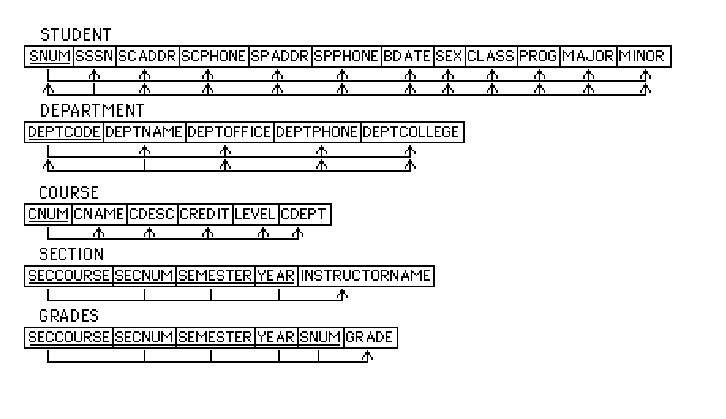 STUDENT
SNUM SSSN SCADDR SCPHONE SPADDR SPPHONE BDATE SEX CLASS PROG MAJOR MINOR
DEPARTMENT
DEPTCODE DEPTNAME DEPTOFFICE DEPTPHONE DEPTCOLLEGE
COURSE
CNUM CNAME CDESC CREDIT LEVEL CDEPT
SECTION
SECCOURSE SECNUM SEMESTER YEAR INSTRUCTORNAME
GRADES
SECCOURSE SECNUM SEMESTER YEAR SNUM GRADE